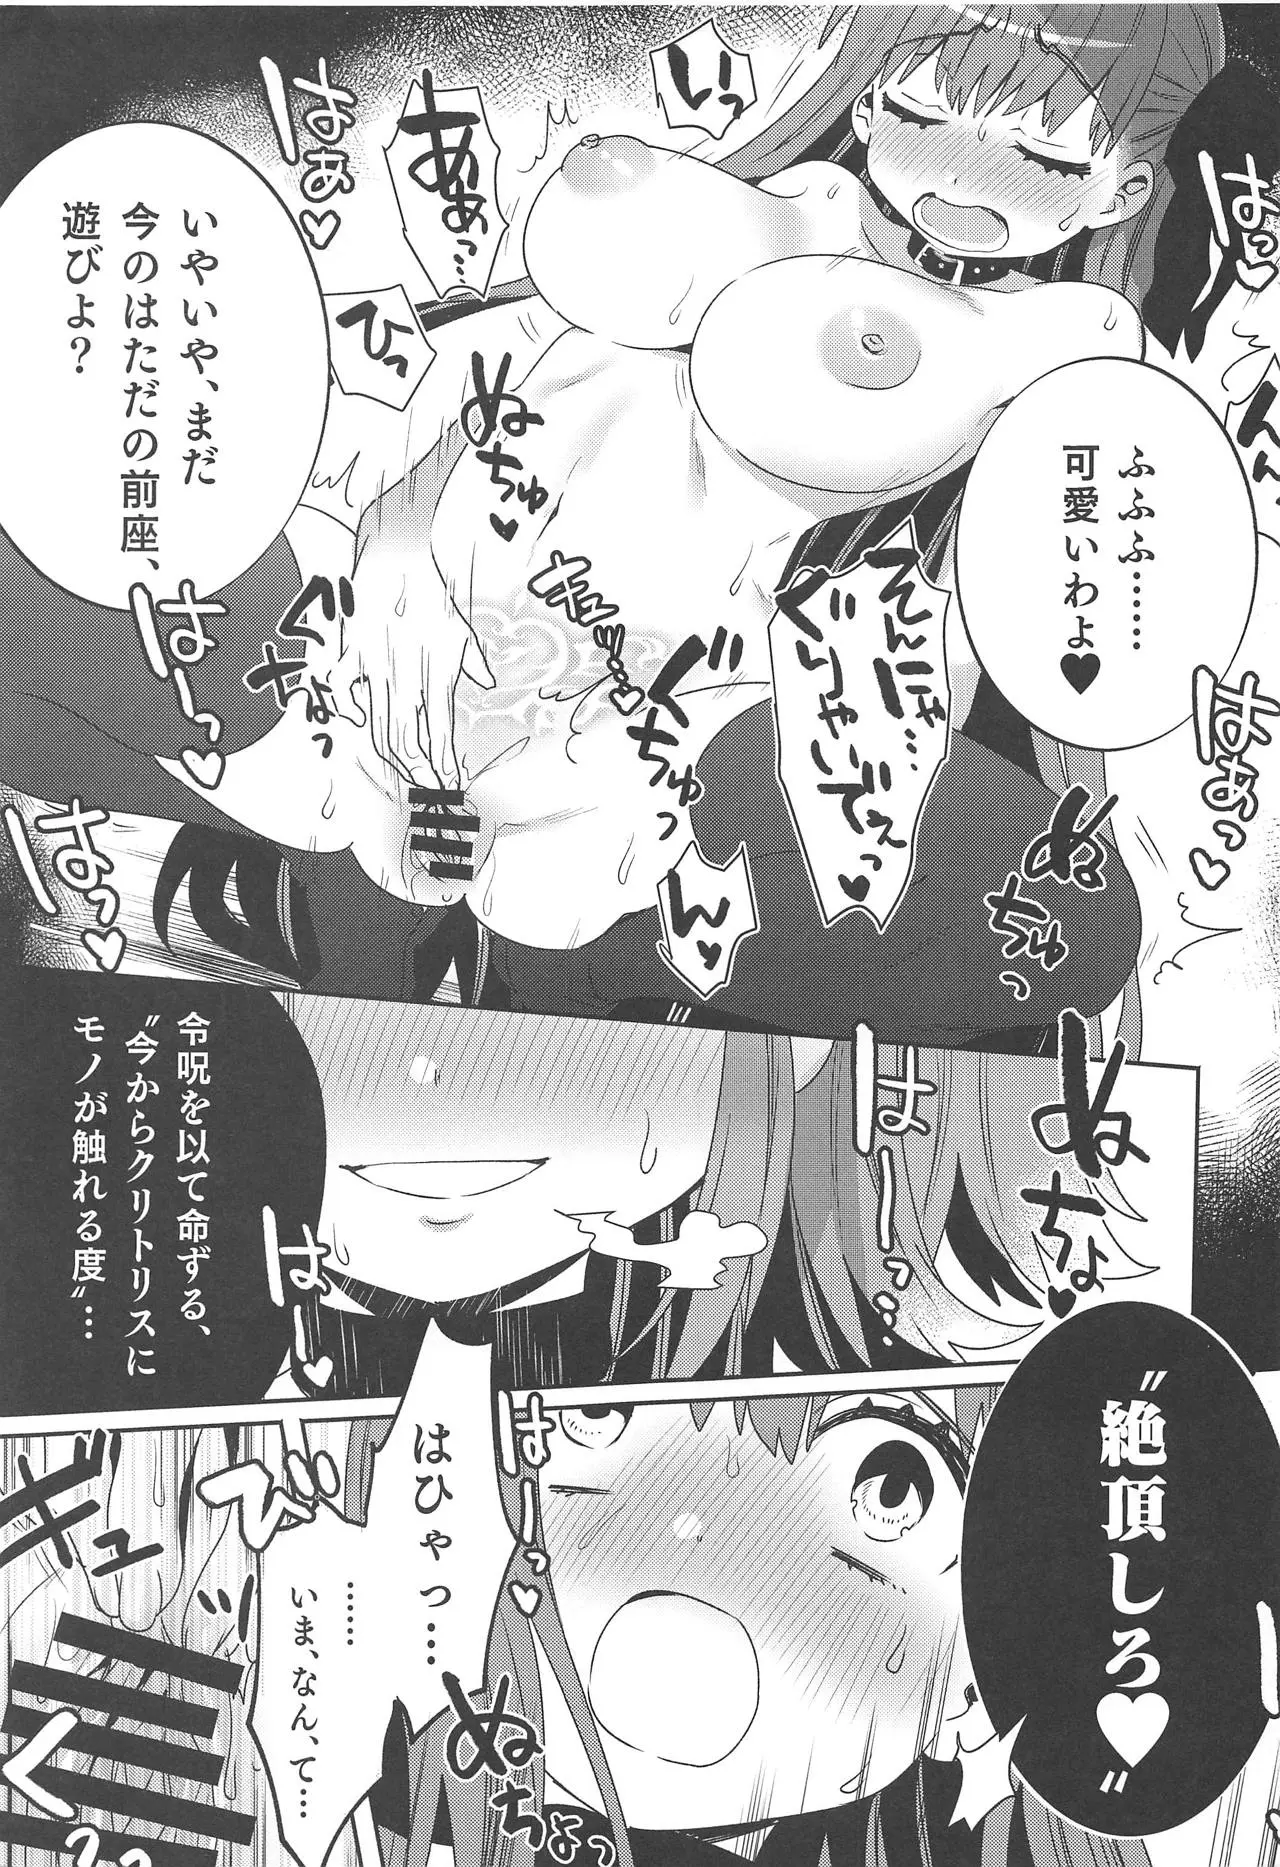 ふふふ……
可愛いわよ♥
いっ
あぁっ…
ひっ
はぁ♥
はっ♥
そんにゃ…
ぐりゃいでぇっ♥
んっ♥
いやいや、まだ
今のはただの前座、
遊びよ?
ぬちゅ♥
キュッ…♥
ぐちゅっ
ぐちょっ
はーっ♥
はぁっ♥
はっ♥
ぬちゅっ
令呪を以て命ずる、
〝今からクリトリスに
モノが触れる度〟…
はーっ…
はーっ♥
ぬちょ♥
〝絶頂しろ♥〟
はひゃっ…
……
いま、なん、て…
はーっ♥
ギュ
ぬちょっ